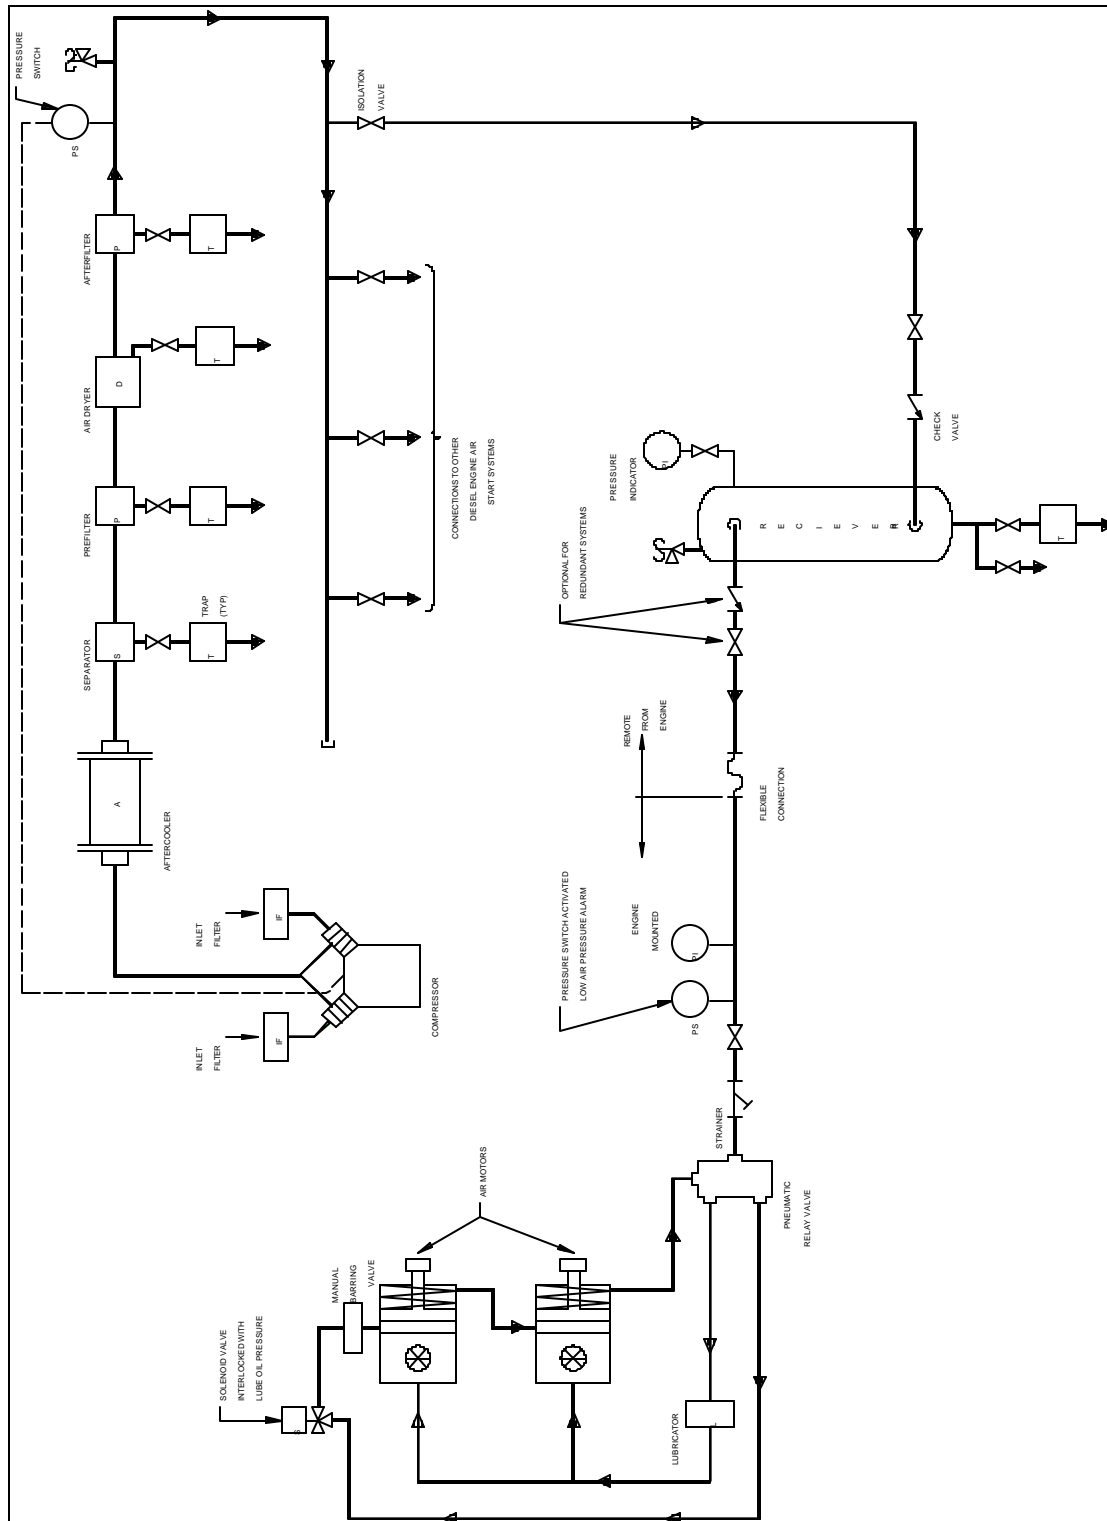 PRESSURE
SWITCH
PS
ISOLATION
VALVE
AFTERFILTER
P
T
AIR DRYER
D
T
PREFILTER
P
T
SEPARATOR
S
TRAP
(TYP)
T
CONNECTIONS TO OTHER
DIESEL ENGINE AIR
START SYSTEMS
AFTERCOOLER
A
INLET
FILTER
IF
INLET
FILTER
IF
COMPRESSOR
CHECK
VALVE
PRESSURE
INDICATOR
PI
RECIEVER
T
OPTIONAL FOR
REDUNDANT SYSTEMS
REMOTE
FROM
ENGINE
FLEXIBLE
CONNECTION
ENGINE
MOUNTED
PI
PRESSURE SWITCH ACTIVATED
LOW AIR PRESSURE ALARM
PS
STRAINER
PNEUMATIC
RELAY VALVE
AIR MOTORS
MANUAL
BARRING
VALVE
SOLENOID VALVE
INTERLOCKED WITH
LUBE OIL PRESSURE
S
LUBRICATOR
L